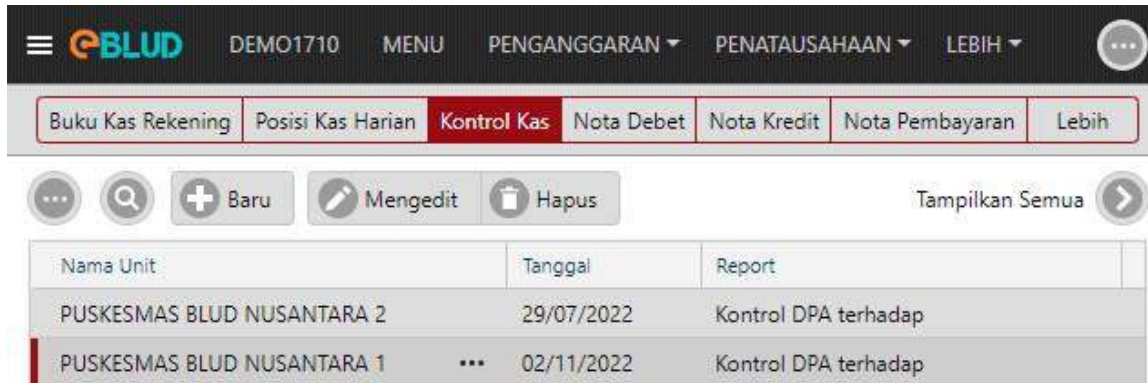 eBLUD DEMO1710 MENU PENGANGGARAN PENATAUSAHAAN LEBIH
Buku Kas Rekening Posisi Kas Harian Kontrol Kas Nota Debet Nota Kredit Nota Pembayaran Lebih
Baru Mengedit Hapus Tampilkan Semua
Nama Unit Tanggal Report
PUSKESMAS BLUD NUSANTARA 2 29/07/2022 Kontrol DPA terhadap
PUSKESMAS BLUD NUSANTARA 1 ••• 02/11/2022 Kontrol DPA terhadap